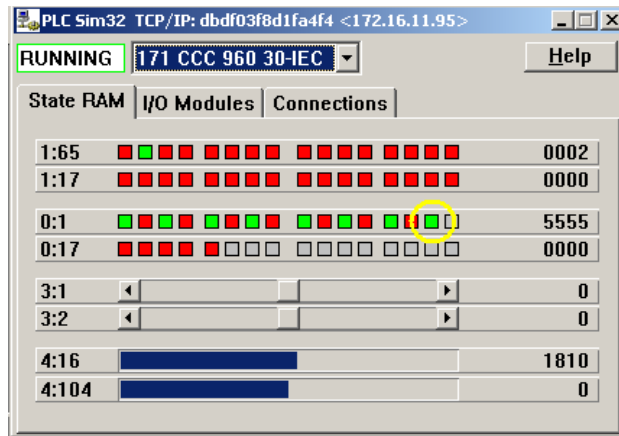 PLC Sim32 TCP/IP: dbdf03f8d1fa4f4 <172.16.11.95>
RUNNING 171 CCC 960 30-IEC Help
State RAM I/O Modules Connections
1:65 0002
1:17 0000
0:1 5555
0:17 0000
3:1 0
3:2 0
4:16 1810
4:104 0